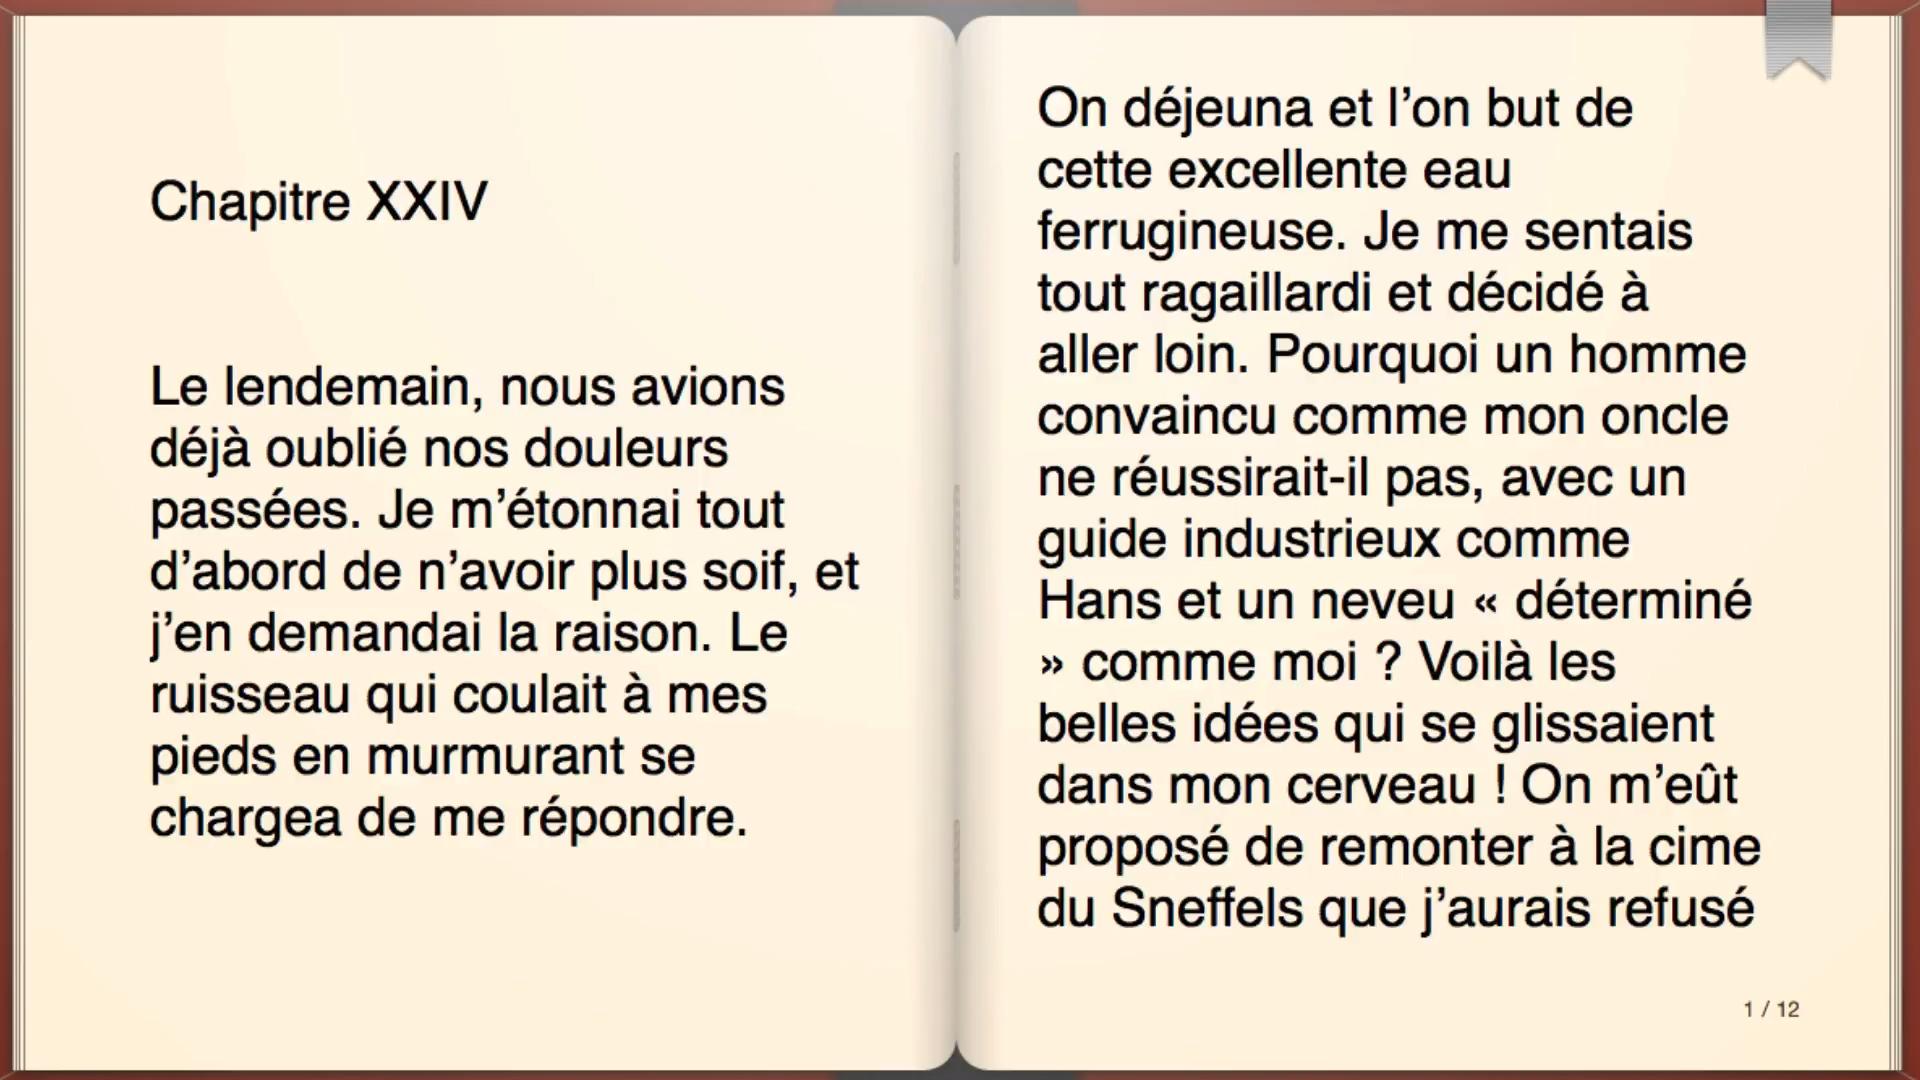 Chapitre XXIV
Le lendemain, nous avions
déjà oublié nos douleurs
passées. Je m’étonnai tout
d’abord de n’avoir plus soif, et
j’en demandai la raison. Le
ruisseau qui coulait à mes
pieds en murmurant se
chargea de me répondre.
On déjeuna et l’on but de
cette excellente eau
ferrugineuse. Je me sentais
tout ragaillardi et décidé à
aller loin. Pourquoi un homme
convaincu comme mon oncle
ne réussirait-il pas, avec un
guide industrieux comme
Hans et un neveu « déterminé
» comme moi ? Voilà les
belles idées qui se glissaient
dans mon cerveau ! On m’eût
proposé de remonter à la cime
du Sneffels que j’aurais refusé
1 / 12